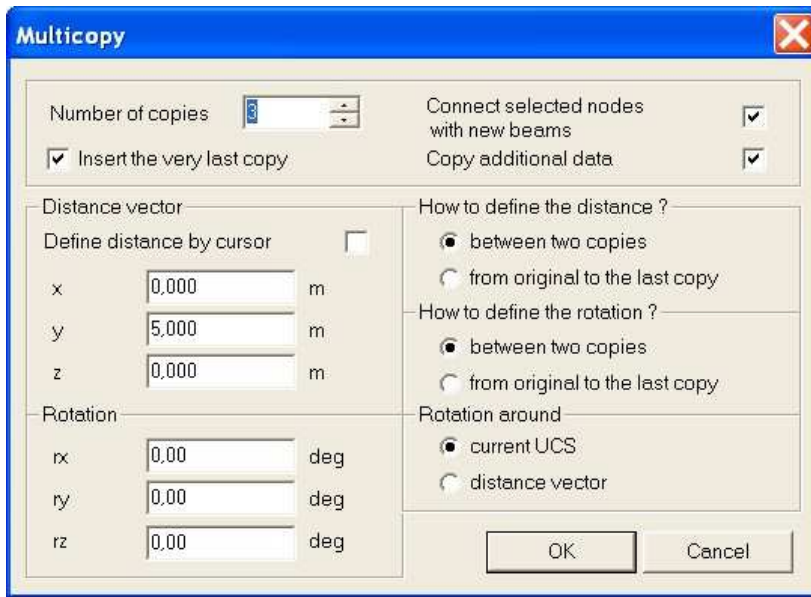 Multicopy
Number of copies 3
Connect selected nodes
with new beams
Insert the very last copy
Copy additional data
Distance vector
Define distance by cursor
x 0,000 m
y 5,000 m
z 0,000 m
How to define the distance ?
between two copies
from original to the last copy
How to define the rotation ?
between two copies
from original to the last copy
Rotation
rx 0,00 deg
ry 0,00 deg
rz 0,00 deg
Rotation around
current UCS
distance vector
OK
Cancel